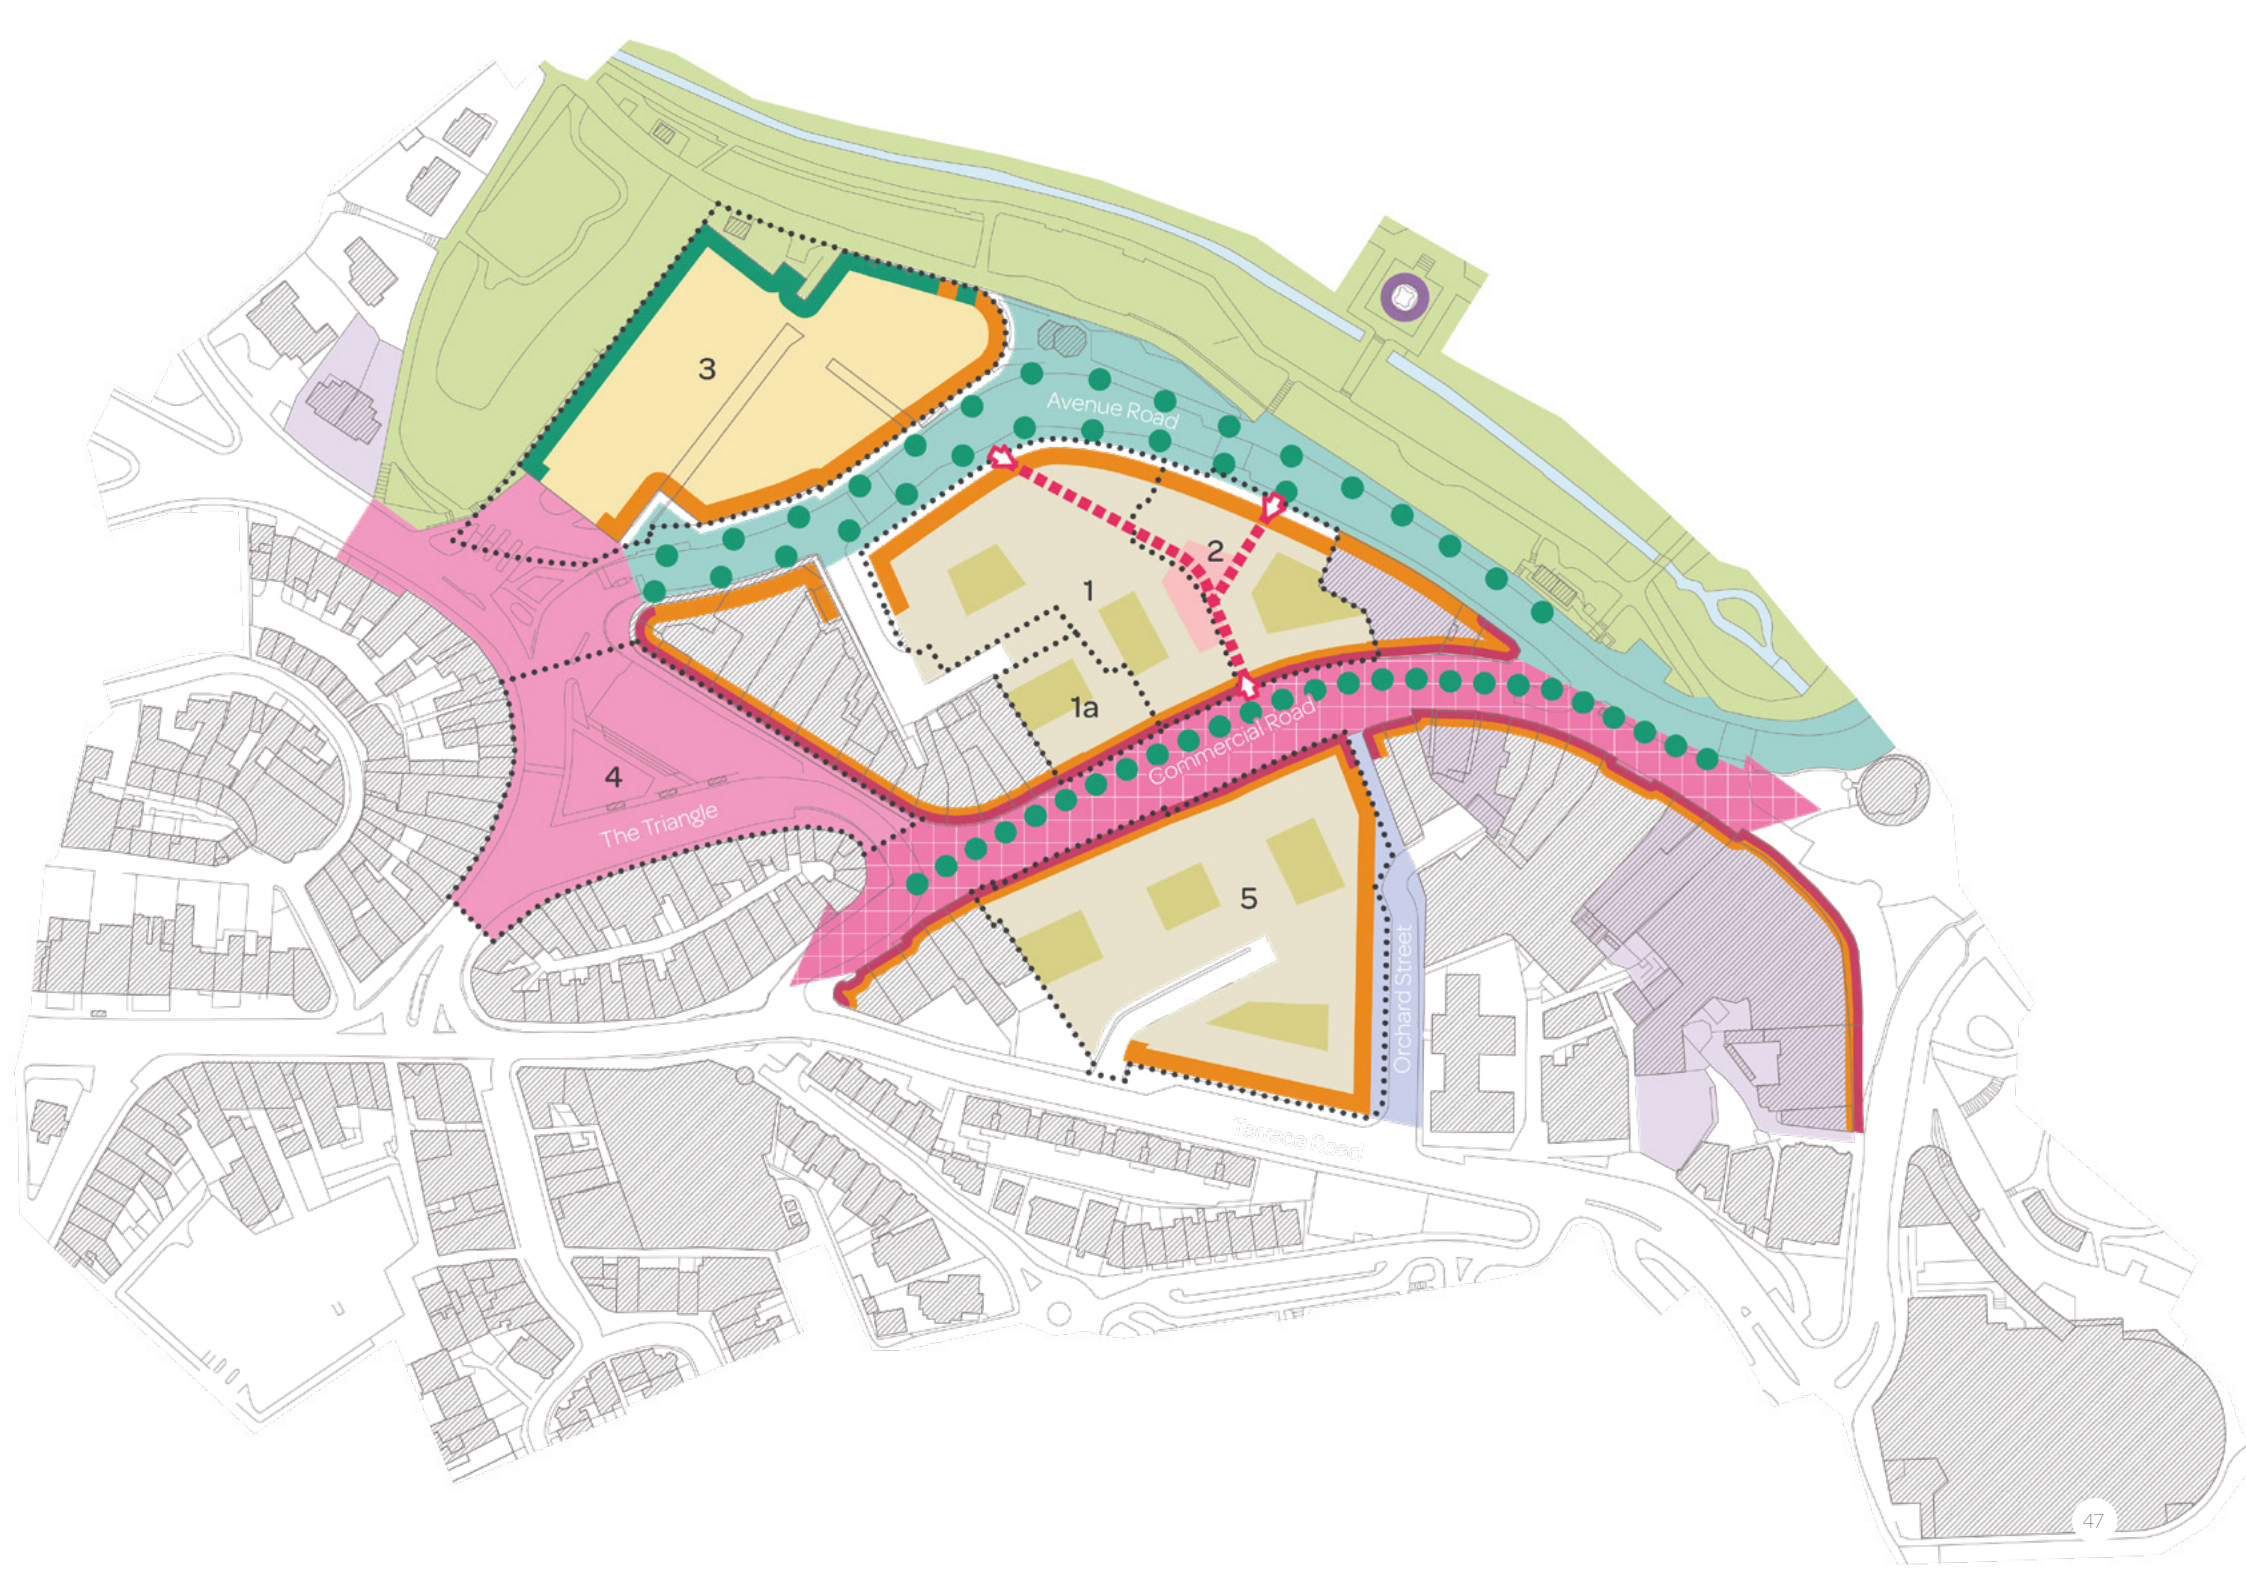 3
Avenue Road
2
1
1a
Commercial Road
4
The Triangle
5
Orchard Street
Terrace Road
47